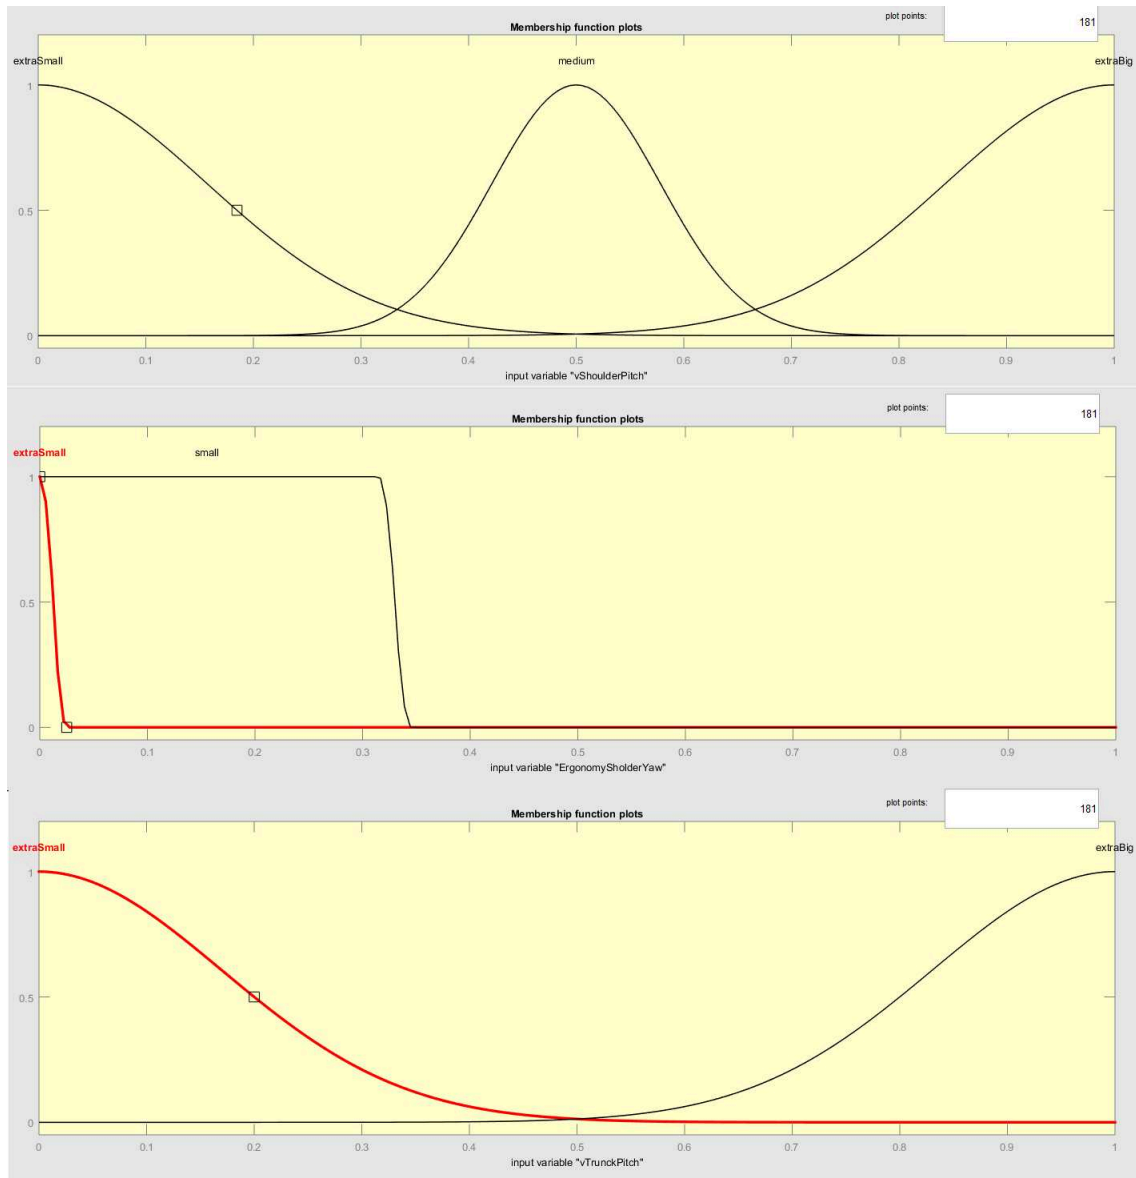 plot points: 181
Membership function plots
extraSmall medium extraBig
1
0.5
0
0 0.1 0.2 0.3 0.4 0.5 0.6 0.7 0.8 0.9 1
input variable "vShoulderPitch"
plot points: 181
Membership function plots
extraSmall small
1
0.5
0
0 0.1 0.2 0.3 0.4 0.5 0.6 0.7 0.8 0.9 1
input variable "ErgonomySholderYaw"
plot points: 181
Membership function plots
extraSmall extraBig
1
0.5
0
0 0.1 0.2 0.3 0.4 0.5 0.6 0.7 0.8 0.9 1
input variable "vTrunckPitch"